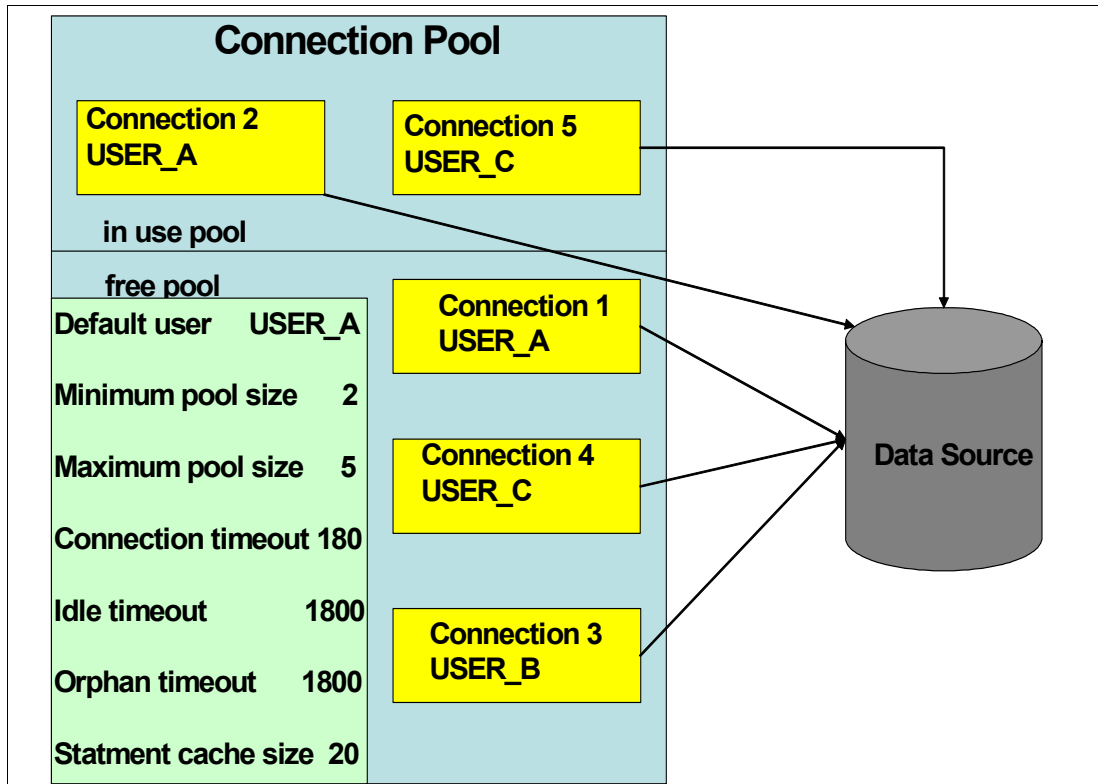 Connection Pool
Connection 2
USER_A
Connection 5
USER_C
in use pool
free pool
Default user USER_A
Minimum pool size 2
Maximum pool size 5
Connection timeout 180
Idle timeout 1800
Orphan timeout 1800
Statment cache size 20
Connection 1
USER_A
Connection 4
USER_C
Connection 3
USER_B
Data Source